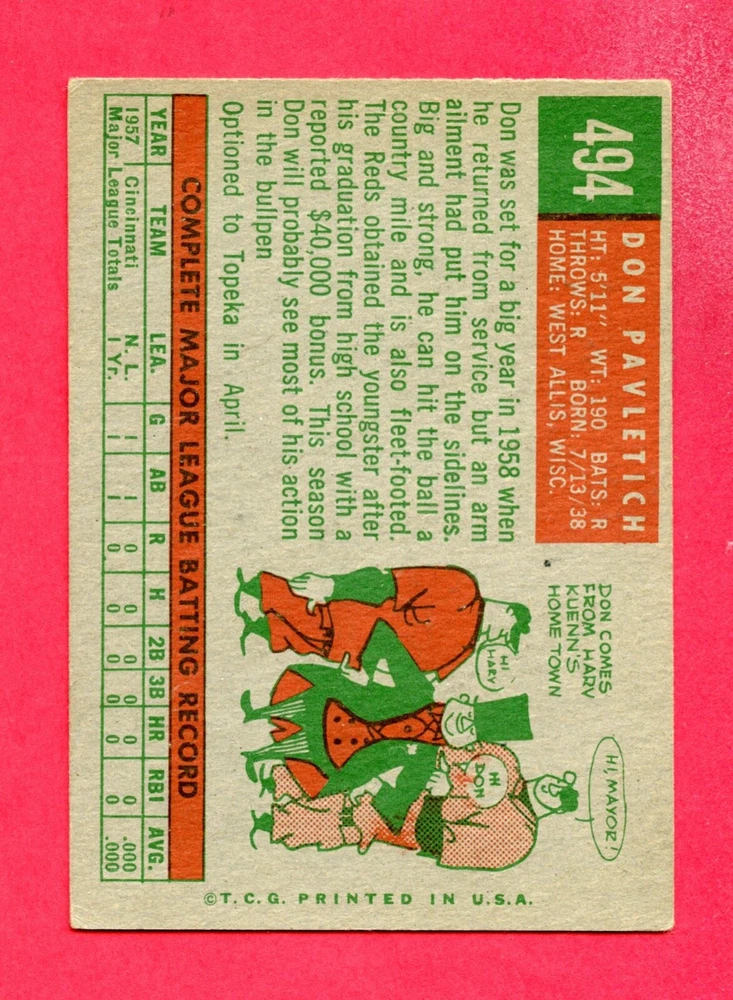 494
DON PAVLETICH
HT: 5'11" WT: 190 BATS: R
THROWS: R BORN: 7/13/38
HOME: WEST ALLIS, WISC.
Don was set for a big year in 1958 when
he returned from service but an arm
ailment had put him on the sidelines.
Big and strong, he can hit the ball a
country mile and is also fleet-footed.
The Reds obtained the youngster after
his graduation from high school with a
reported $40,000 bonus. This season
Don will probably see most of his action
in the bullpen
Optioned to Topeka in April.
DON COMES
FROM HARV
KUENN'S
HOME TOWN
HI, MAYOR!
HI
HARV
HI
DON
COMPLETE MAJOR LEAGUE BATTING RECORD
YEAR TEAM LEA. G AB R H 2B 3B HR RBI AVG.
1957 Cincinnati N. L. 1 1 0 0 0 0 0 0 .000
Major League Totals 1 Yr. 1 1 0 0 0 0 0 0 .000
©T.C.G. PRINTED IN U.S.A.